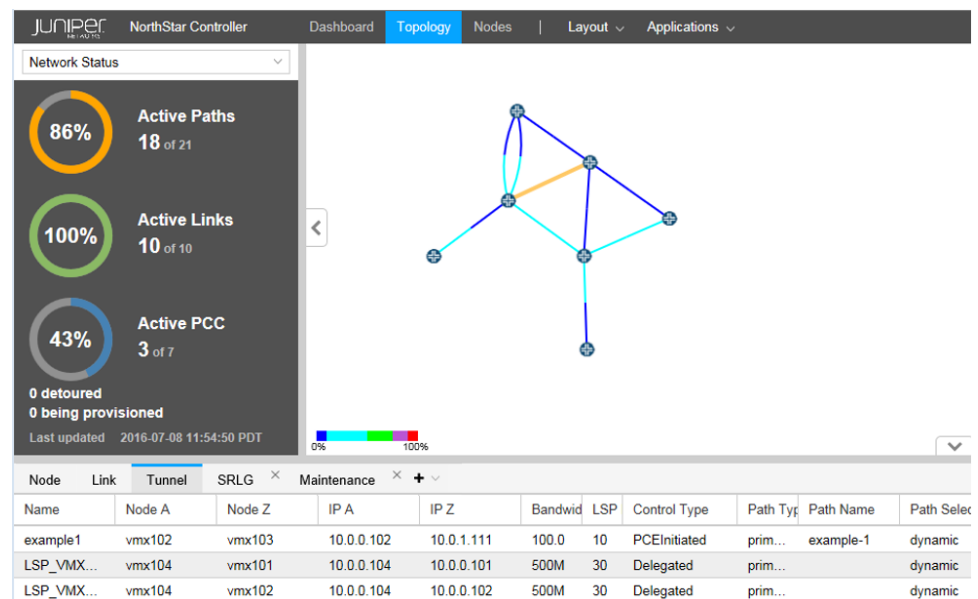 JUNIPER NETWORKS NorthStar Controller Dashboard Topology Nodes | Layout Applications
Network Status
86% Active Paths
18 of 21
100% Active Links
10 of 10
43% Active PCC
3 of 7
0 detoured
0 being provisioned
Last updated 2016-07-08 11:54:50 PDT
0% 100%
Node Link Tunnel SRLG × Maintenance × +
Name Node A Node Z IP A IP Z Bandwid LSP Control Type Path Typ Path Name Path Selec
example1 vmx102 vmx103 10.0.0.102 10.0.1.111 100.0 10 PCEInitiated prim... example-1 dynamic
LSP_VMX... vmx104 vmx101 10.0.0.104 10.0.0.101 500M 30 Delegated prim... dynamic
LSP_VMX... vmx104 vmx102 10.0.0.104 10.0.0.102 500M 30 Delegated prim... dynamic